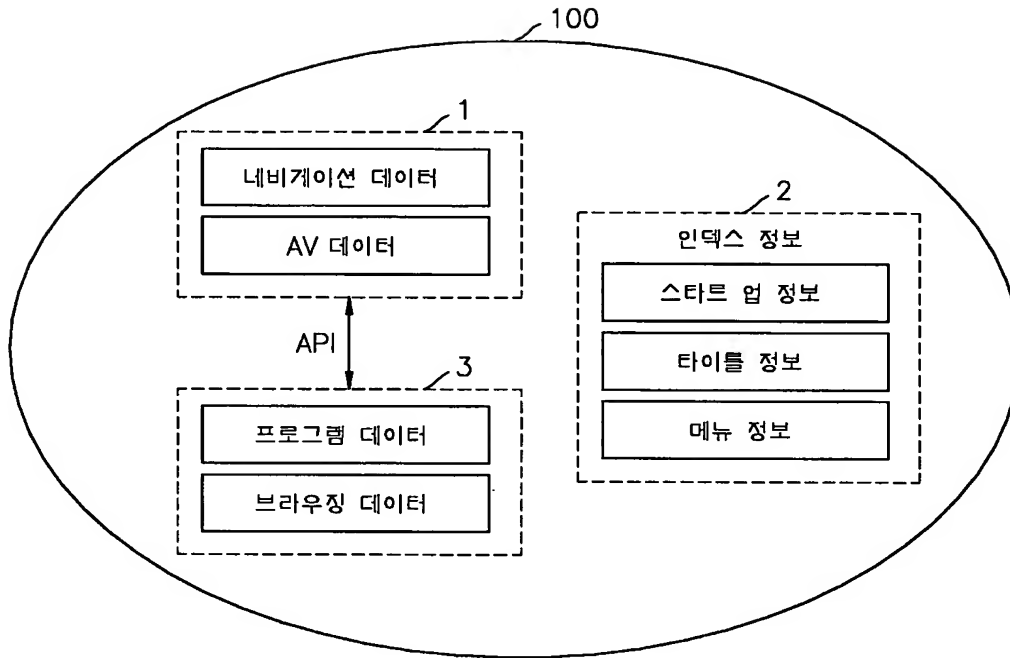 100
1
네비게이션 데이터
AV 데이터
API
3
프로그램 데이터
브라우징 데이터
2
인덱스 정보
스타트 업 정보
타이틀 정보
메뉴 정보